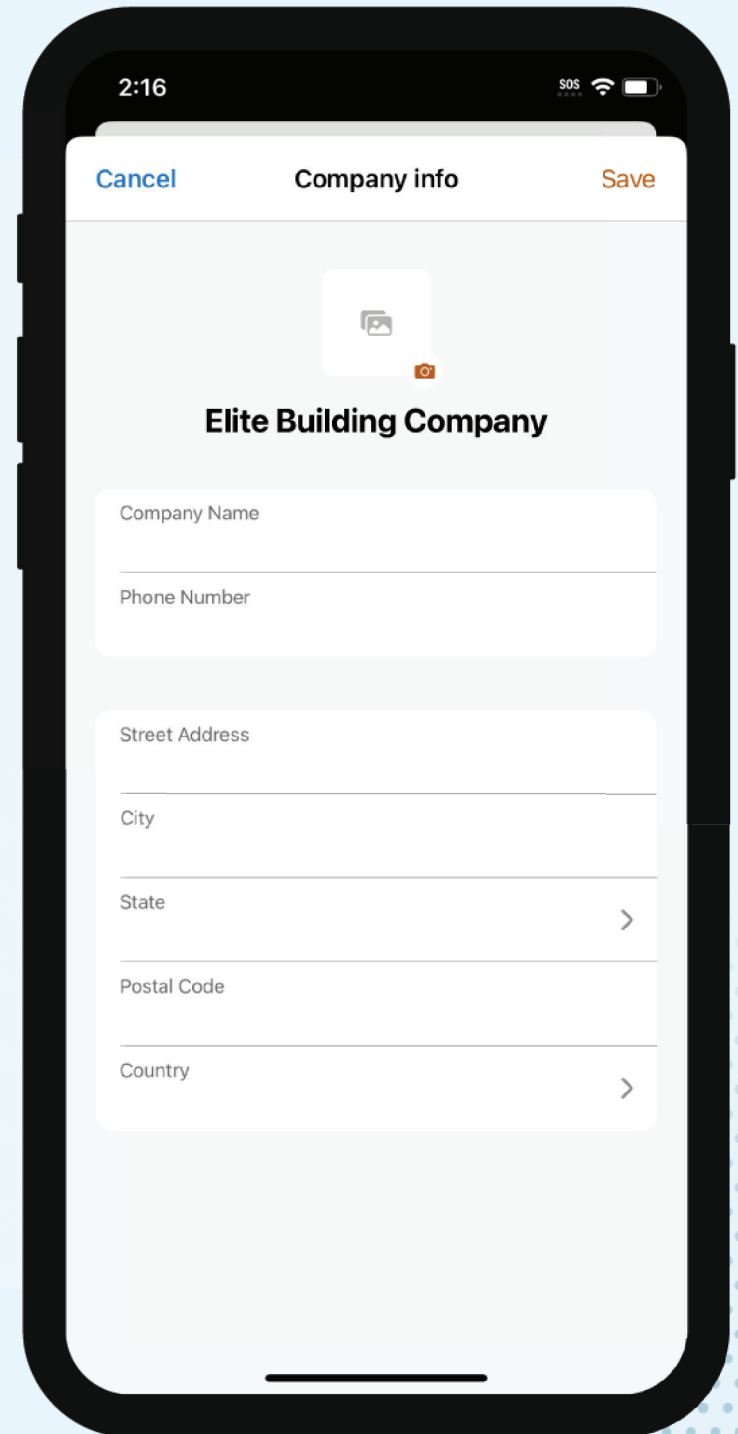 2:16
SOS
Cancel
Company info
Save
Elite Building Company
Company Name
Phone Number
Street Address
City
State
Postal Code
Country